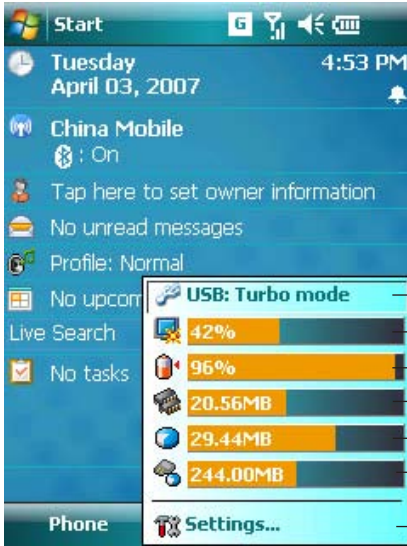 Start
G
Tuesday 4:53 PM
April 03, 2007
China Mobile
: On
Tap here to set owner information
No unread messages
Profile: Normal
No upcom
USB: Turbo mode
Live Search
42%
No tasks
96%
20.56MB
29.44MB
244.00MB
Phone
Settings...